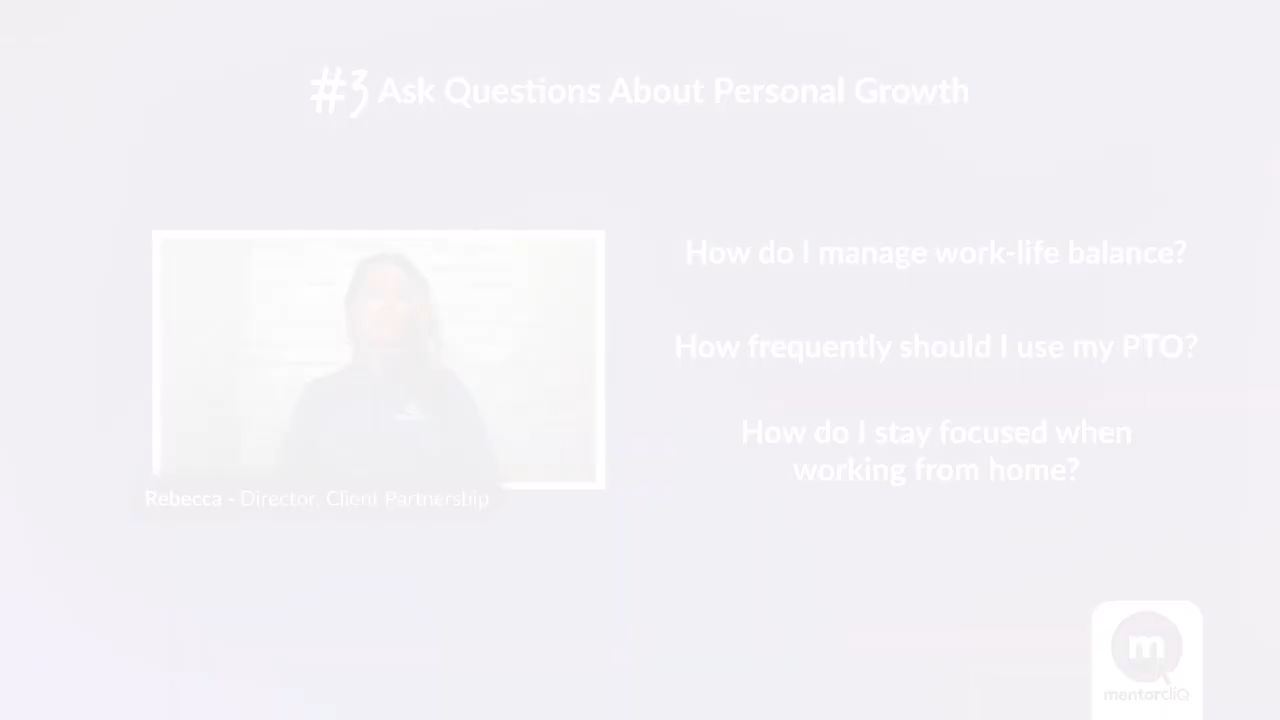 #3 Ask Questions About Personal Growth
How do I manage work-life balance?
How frequently should I use my PTO?
How do I stay focused when
working from home?
Rebecca - Director, Client Partnership
m
mentorcliQ